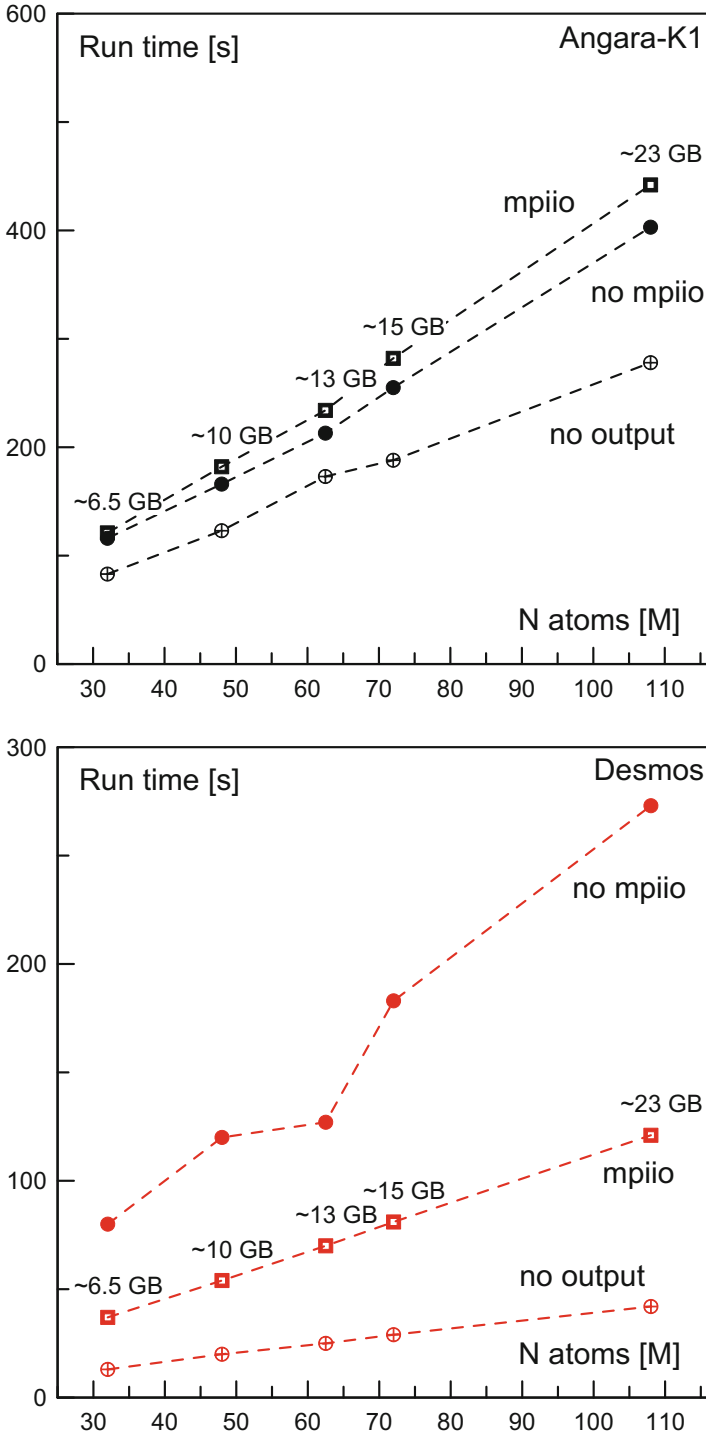 600
Run time [s]
Angara-K1
~23 GB
mpiio
400
no mpiio
~15 GB
~13 GB
~10 GB
no output
200
~6.5 GB
N atoms [M]
0
30 40 50 60 70 80 90 100 110
300
Run time [s]
Desmos
no mpiio
200
~23 GB
100
mpiio
~15 GB
~13 GB
~10 GB
no output
~6.5 GB
N atoms [M]
0
30 40 50 60 70 80 90 100 110